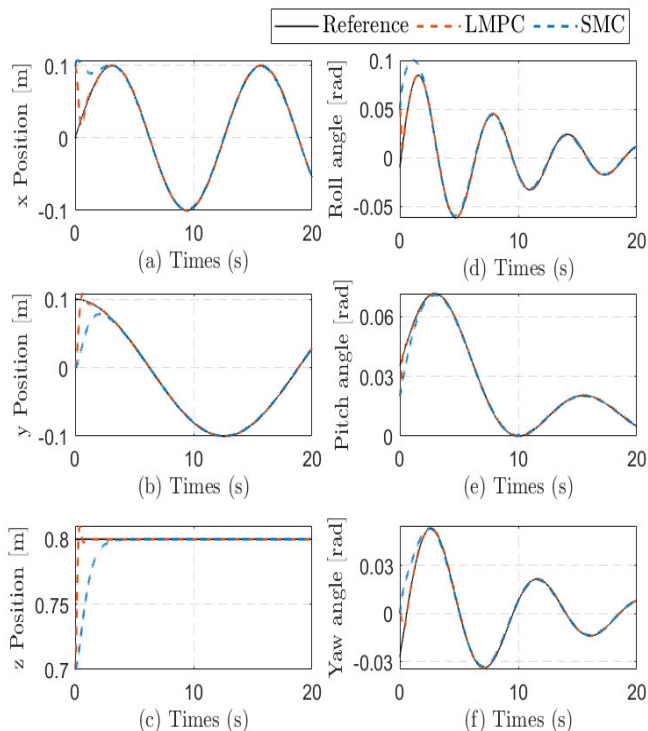 Reference LMPC SMC
x Position [m]
0.1
0
-0.1
0 10 20
(a) Times (s)
Roll angle [rad]
0.1
0.05
0
-0.05
0 10 20
(d) Times (s)
y Position [m]
0.1
0
-0.1
0 10 20
(b) Times (s)
Pitch angle [rad]
0.06
0.03
0
0 10 20
(e) Times (s)
z Position [m]
0.8
0.75
0.7
0 10 20
(c) Times (s)
Yaw angle [rad]
0.03
0
-0.03
0 10 20
(f) Times (s)